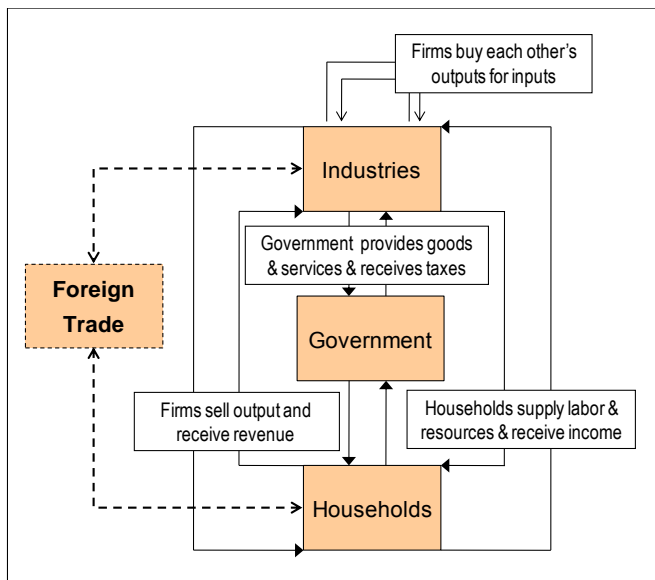 Firms buy each other's
outputs for inputs
Industries
Government provides goods
& services & receives taxes
Foreign
Trade
Government
Firms sell output and
receive revenue
Households supply labor &
resources & receive income
Households